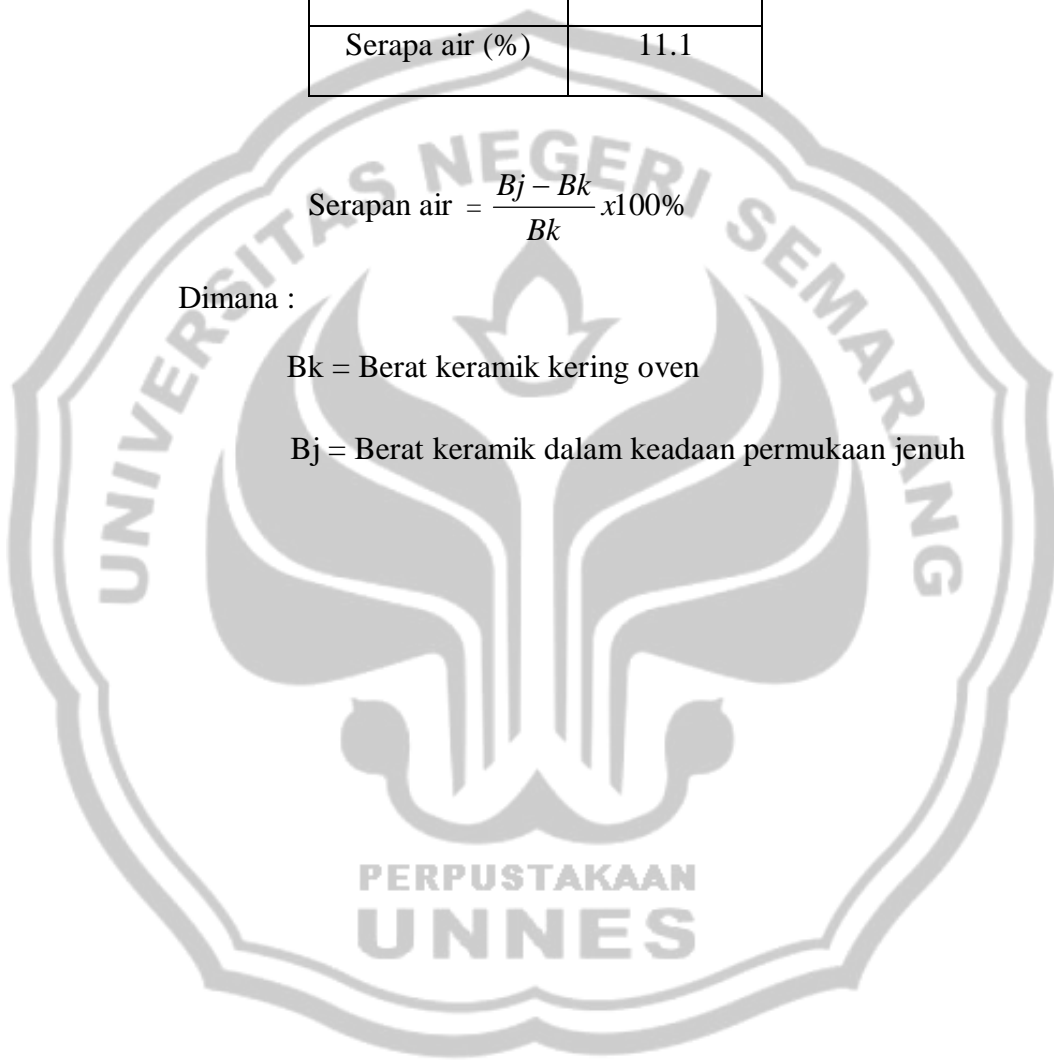 Serapa air (%) 11.1
Serapan air = \frac{Bj - Bk}{Bk} x100%
Dimana :
Bk = Berat keramik kering oven
Bj = Berat keramik dalam keadaan permukaan jenuh
UNIVERSITAS NEGERI SEMARANG
PERPUSTAKAAN
UNNES